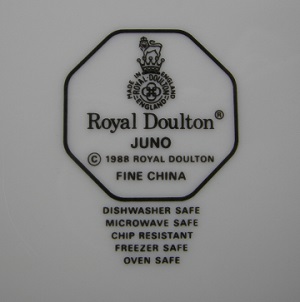 MADE IN ENGLAND
ROYAL·DOULTON
ENGLAND
Royal Doulton®
JUNO
© 1988 ROYAL DOULTON
FINE CHINA
DISHWASHER SAFE
MICROWAVE SAFE
CHIP RESISTANT
FREEZER SAFE
OVEN SAFE